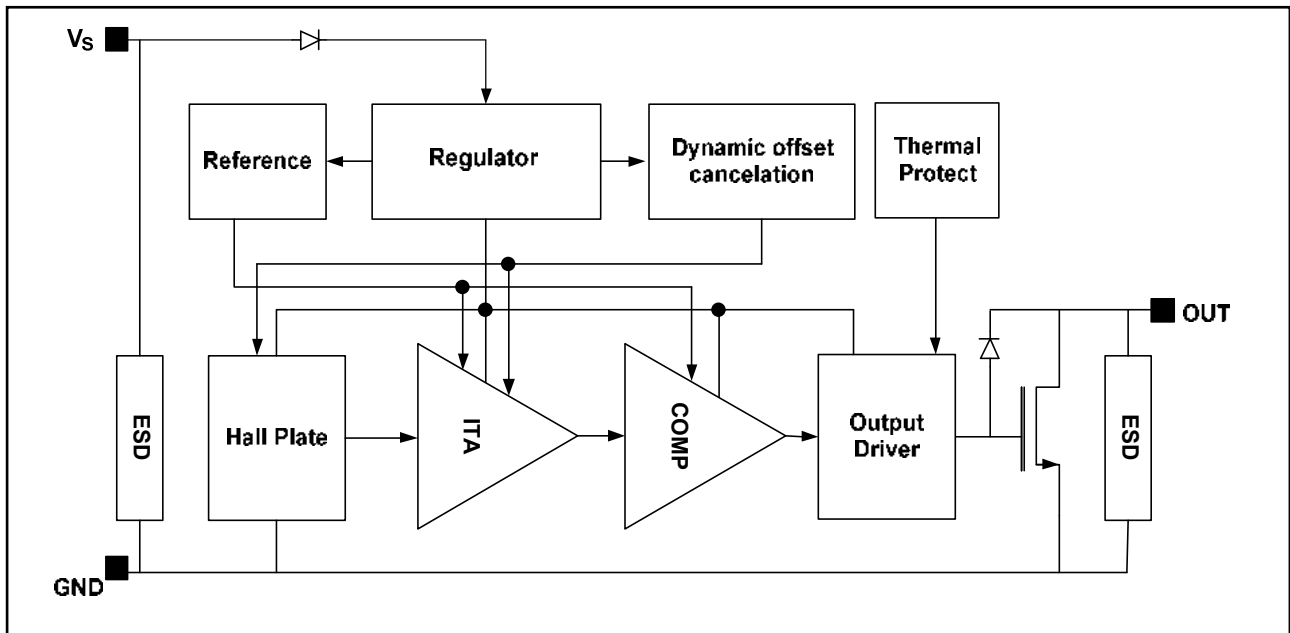 VS
Reference
Regulator
Dynamic offset
cancelation
Thermal
Protect
OUT
ESD
Hall Plate
ITA
COMP
Output
Driver
ESD
GND